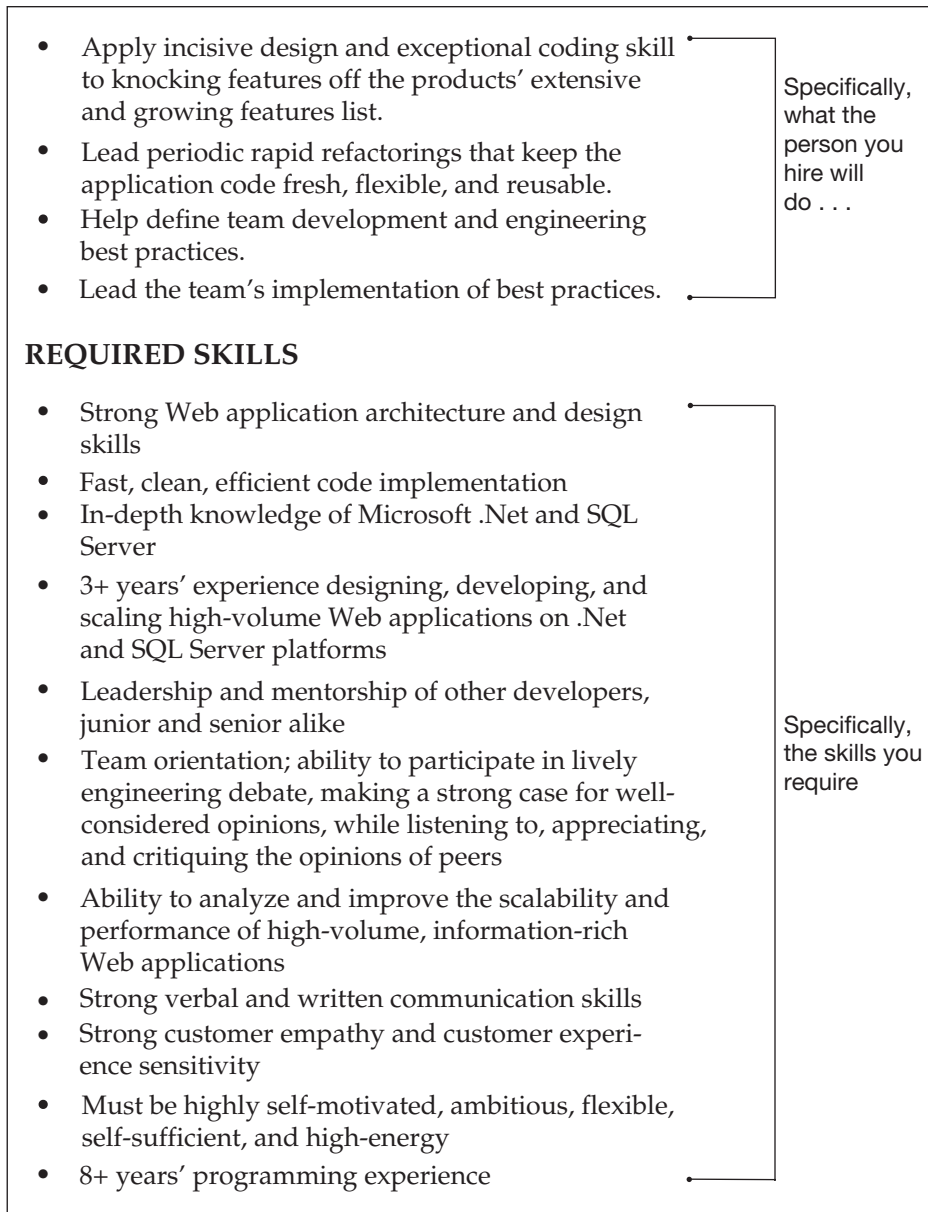 • Apply incisive design and exceptional coding skill
to knocking features off the products’ extensive
and growing features list.
• Lead periodic rapid refactorings that keep the
application code fresh, flexible, and reusable.
• Help define team development and engineering
best practices.
• Lead the team’s implementation of best practices.
Specifically,
what the
person you
hire will
do . . .
REQUIRED SKILLS
• Strong Web application architecture and design
skills
• Fast, clean, efficient code implementation
• In-depth knowledge of Microsoft .Net and SQL
Server
• 3+ years’ experience designing, developing, and
scaling high-volume Web applications on .Net
and SQL Server platforms
• Leadership and mentorship of other developers,
junior and senior alike
• Team orientation; ability to participate in lively
engineering debate, making a strong case for well-
considered opinions, while listening to, appreciating,
and critiquing the opinions of peers
• Ability to analyze and improve the scalability and
performance of high-volume, information-rich
Web applications
• Strong verbal and written communication skills
• Strong customer empathy and customer experi-
ence sensitivity
• Must be highly self-motivated, ambitious, flexible,
self-sufficient, and high-energy
• 8+ years’ programming experience
Specifically,
the skills you
require